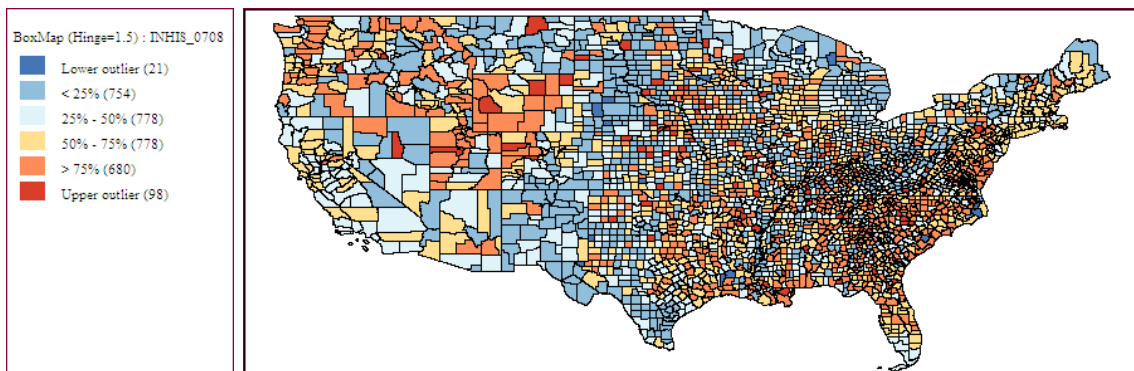 BoxMap (Hinge=1.5) : INHI8_0708
Lower outlier (21)
< 25% (754)
25% - 50% (778)
50% - 75% (778)
> 75% (680)
Upper outlier (98)